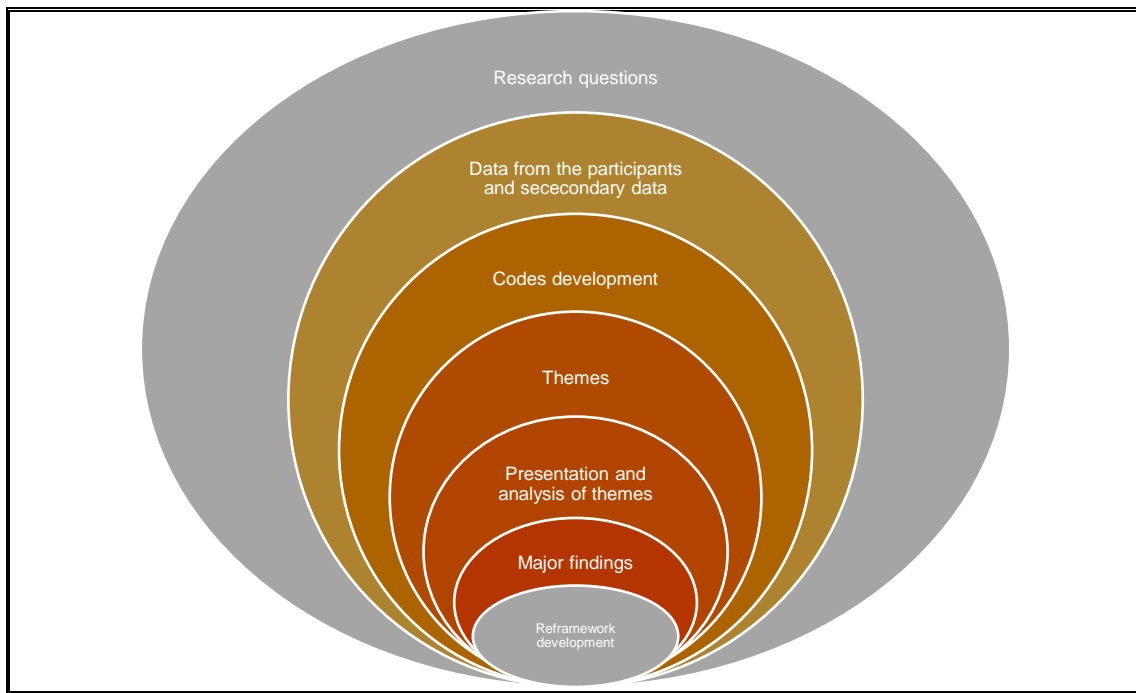 Research questions
Data from the participants
and sececondary data
Codes development
Themes
Presentation and
analysis of themes
Major findings
Reframework
development